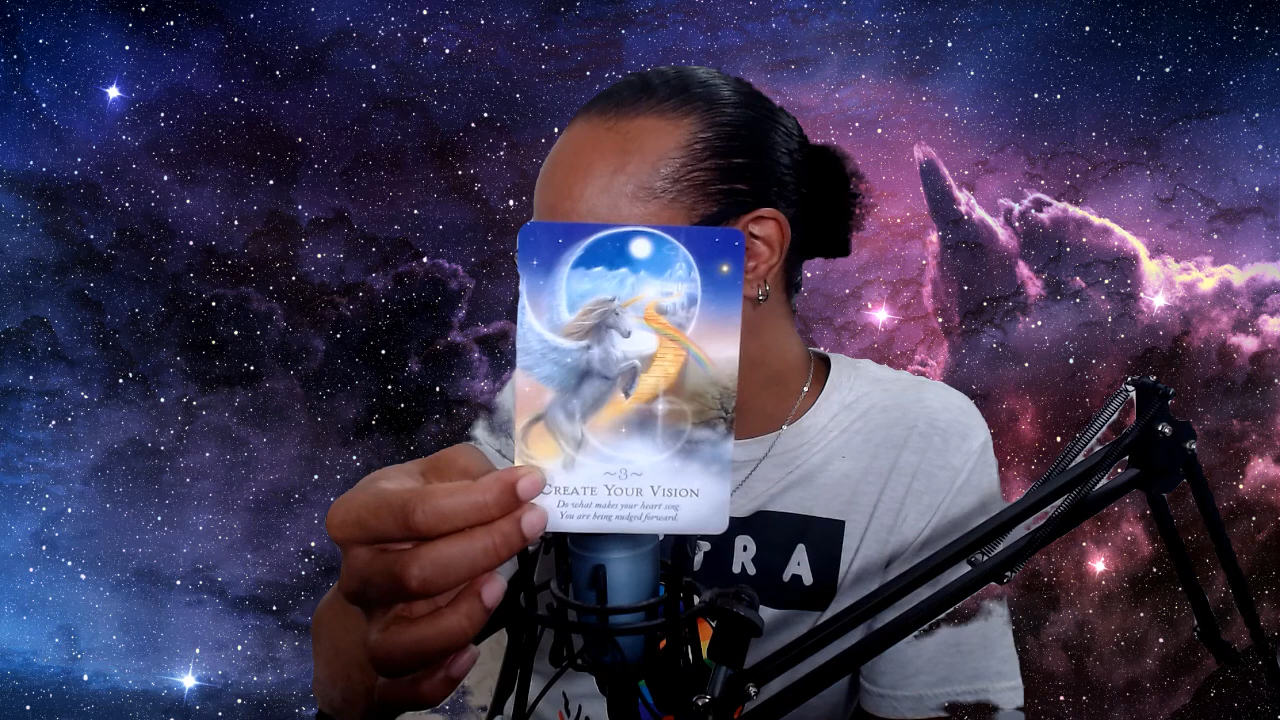 ~3~
CREATE YOUR VISION
Do what makes your heart sing.
You are being nudged forward.
TRA